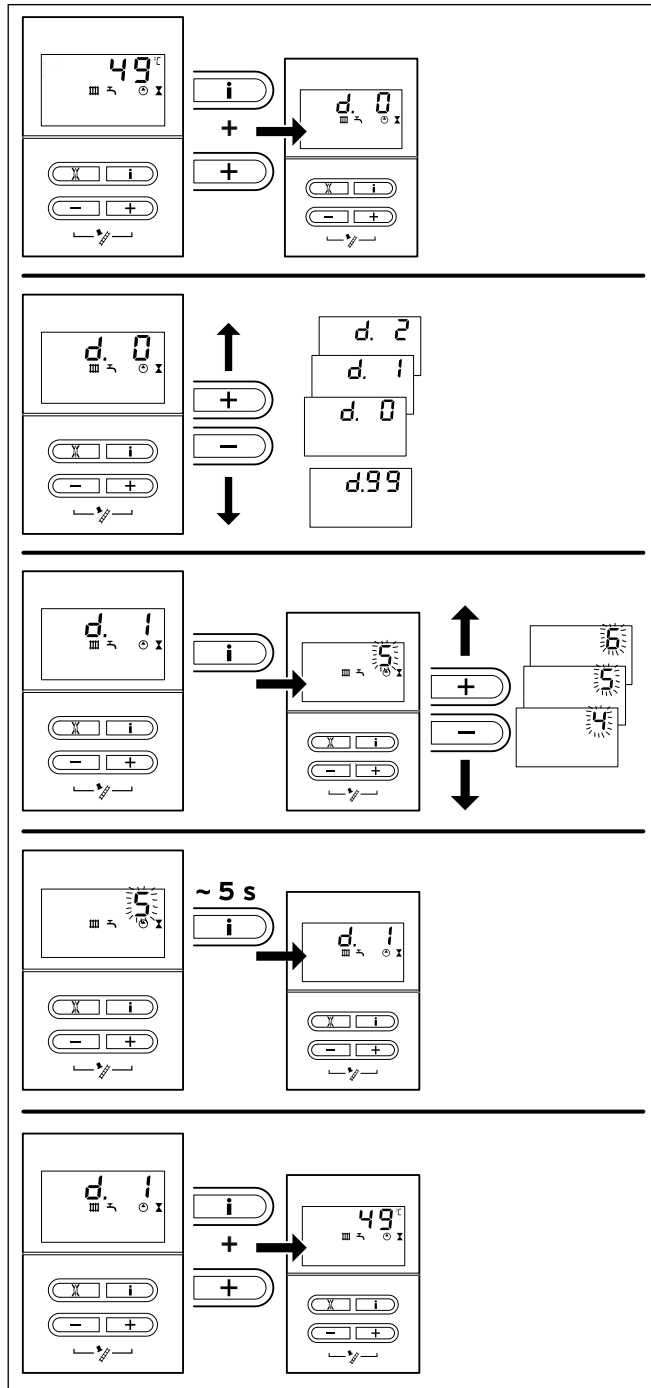 49°C
i
+
+
d. 0
i
- +
i
- +
d. 0
+
-
i
- +
d. 2
d. 1
d. 0
d.99
d. 1
i
5
+
-
6
5
4
i
- +
i
- +
5
~ 5 s
i
d. 1
i
- +
i
- +
d. 1
i
+
+
49°C
i
- +
i
- +